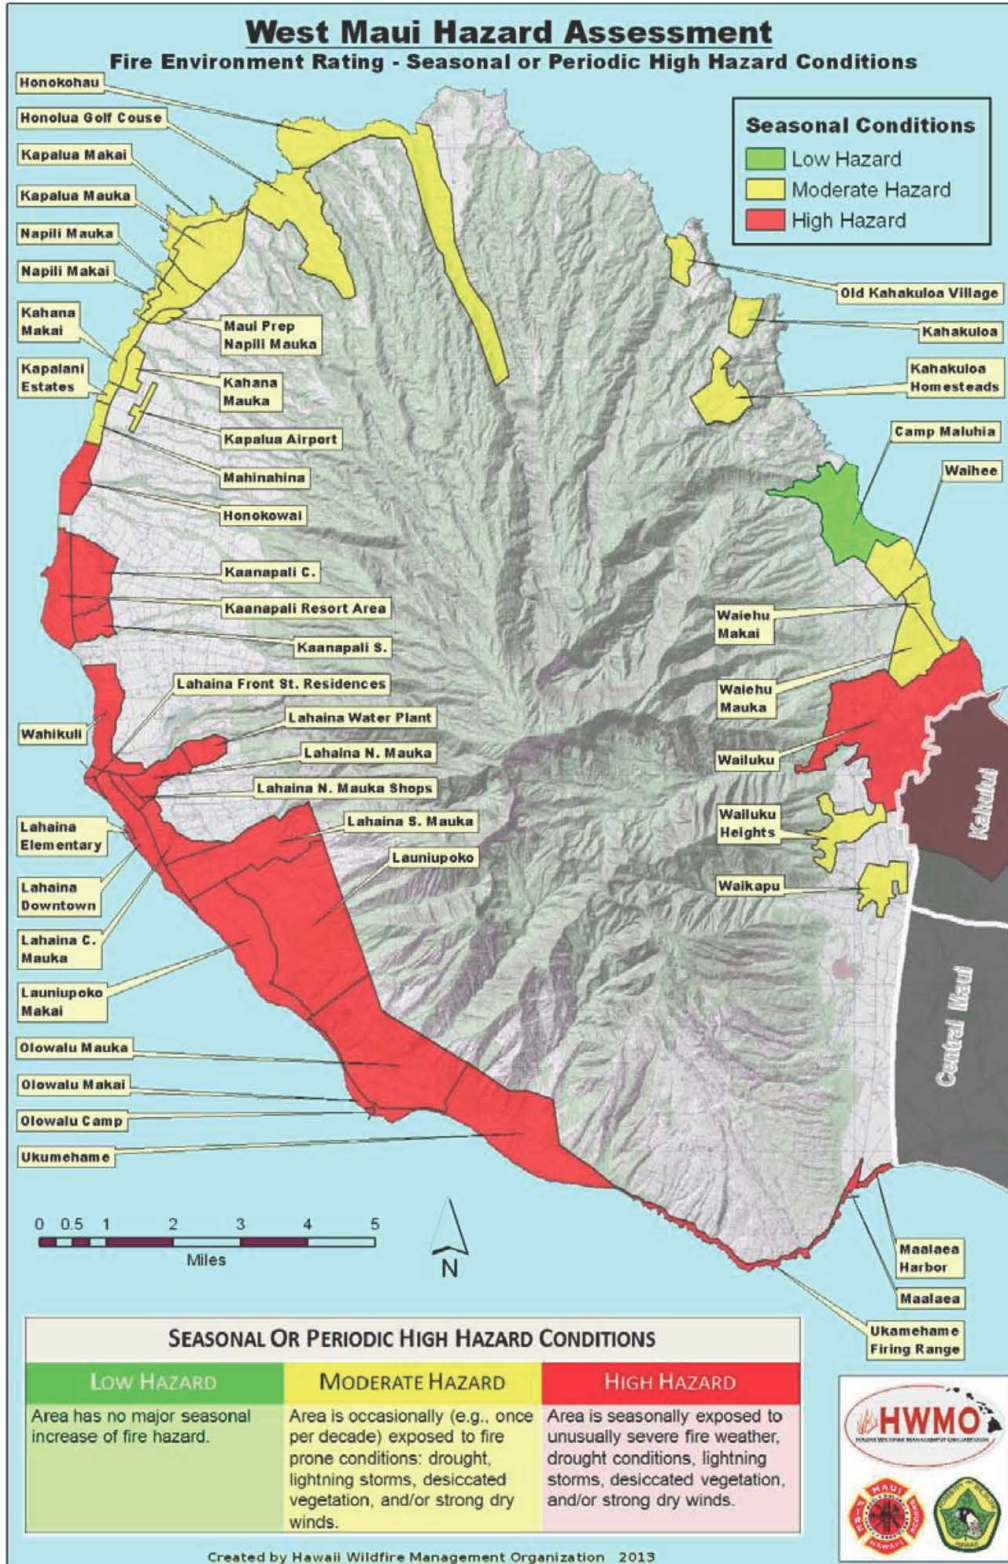 West Maui Hazard Assessment
Fire Environment Rating - Seasonal or Periodic High Hazard Conditions
Honokohau
Honolua Golf Couse
Kapalua Makai
Kapalua Mauka
Napili Mauka
Napili Makai
Kahana
Makai
Kapalani
Estates
Maui Prep
Napili Mauka
Kahana
Mauka
Kapalua Airport
Mahinahina
Honokowai
Kaanapali C.
Kaanapali Resort Area
Kaanapali S.
Lahaina Front St. Residences
Wahikuli
Lahaina Water Plant
Lahaina N. Mauka
Lahaina N. Mauka Shops
Lahaina S. Mauka
Launiupoko
Lahaina
Elementary
Lahaina
Downtown
Lahaina C.
Mauka
Launiupoko
Makai
Olowalu Mauka
Olowalu Makai
Olowalu Camp
Ukumehame
Seasonal Conditions
Low Hazard
Moderate Hazard
High Hazard
Old Kahakuloa Village
Kahakuloa
Kahakuloa
Homesteads
Camp Maluhia
Waihee
Waiehu
Makai
Waiehu
Mauka
Wailuku
Wailuku
Heights
Waikapu
Kahului
Central Maui
Maalaea
Harbor
Maalaea
Ukamehame
Firing Range
0 0.5 1 2 3 4 5
Miles
N
SEASONAL OR PERIODIC HIGH HAZARD CONDITIONS
LOW HAZARD
Area has no major seasonal
increase of fire hazard.
MODERATE HAZARD
Area is occasionally (e.g., once
per decade) exposed to fire
prone conditions: drought,
lightning storms, desiccated
vegetation, and/or strong dry
winds.
HIGH HAZARD
Area is seasonally exposed to
unusually severe fire weather,
drought conditions, lightning
storms, desiccated vegetation,
and/or strong dry winds.
HWMO
HAWAII WILDFIRE MANAGEMENT ORGANIZATION
MAUI
HAWAII
Created by Hawaii Wildfire Management Organization 2013